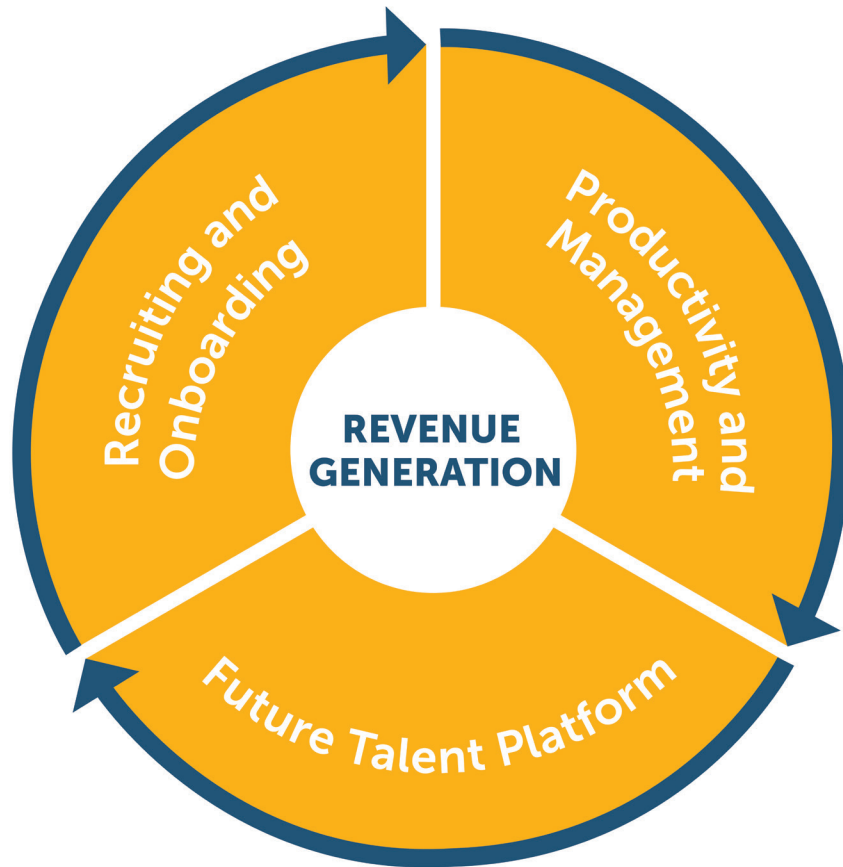 Recruiting and
Onboarding
Productivity and
Management
REVENUE
GENERATION
Future Talent Platform